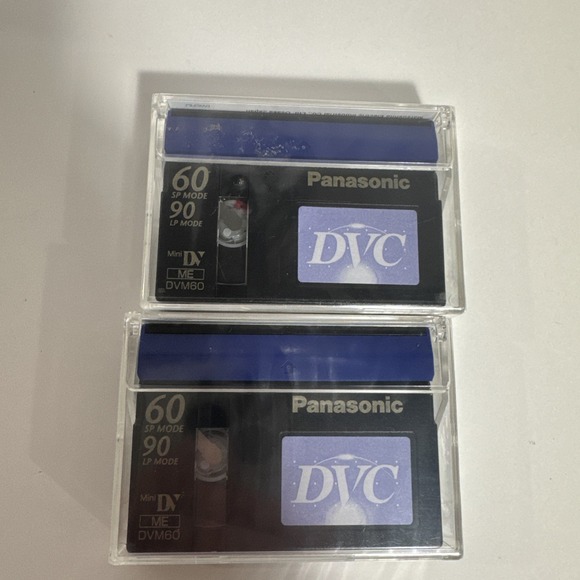 60
SP MODE
90
LP MODE
Mini DV
ME
DVM60
Panasonic
DVC
60
SP MODE
90
LP MODE
Mini DV
ME
DVM60
Panasonic
DVC